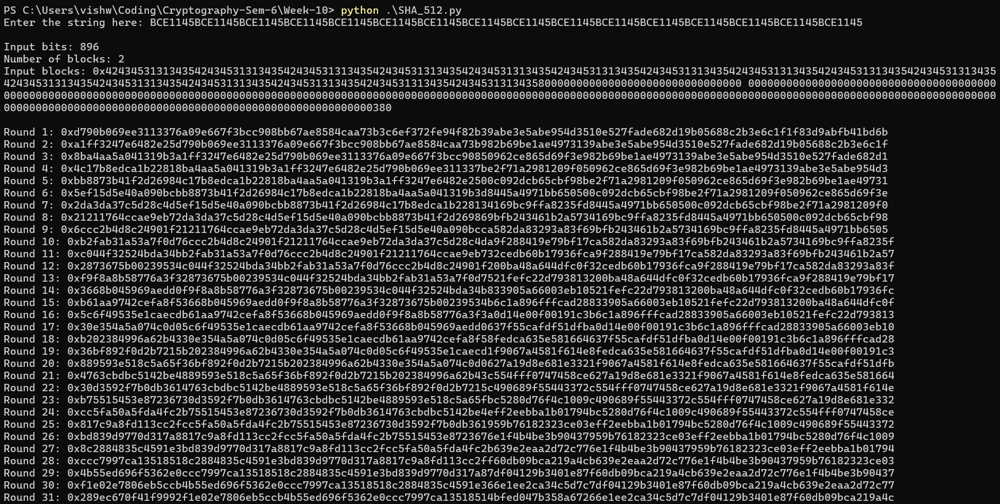 PS C:\Users\vishw\Coding\Cryptography-Sem-6\Week-10> python .\SHA_512.py
Enter the string here: BCE1145BCE1145BCE1145BCE1145BCE1145BCE1145BCE1145BCE1145BCE1145BCE1145BCE1145BCE1145BCE1145BCE1145BCE1145BCE1145
Input bits: 896
Number of blocks: 2
Input blocks: 0x42434531313435424345313134354243453131343542434531313435424345313134354243453131343542434531313435424345313134354243453131343542434531313435
42434531313435424345313134354243453131343542434531313435424345313134354243453131343580000000000000000000000000000000 000000000000000000000000000000000000000
000000000000000000000000000000000000000000000000000000000000000000000000000000000000000000000000000000000000000000000000000000000000000000000000000000000000
0000000000000000000000000000000000000000000000000000000000380
Round 1: 0xd790b069ee3113376a09e667f3bcc908bb67ae8584caa73b3c6ef372fe94f82b39abe3e5abe954d3510e527fade682d19b05688c2b3e6c1f1f83d9abfb41bd6b
Round 2: 0xa1ff3247e6482e25d790b069ee3113376a09e667f3bcc908bb67ae8584caa73b982b69be1ae4973139abe3e5abe954d3510e527fade682d19b05688c2b3e6c1f
Round 3: 0x8ba4aa5a041319b3a1ff3247e6482e25d790b069ee3113376a09e667f3bcc90850962ce865d69f3e982b69be1ae4973139abe3e5abe954d3510e527fade682d1
Round 4: 0x4c17b8edca1b22818ba4aa5a041319b3a1ff3247e6482e25d790b069ee311337be2f71a2981209f050962ce865d69f3e982b69be1ae4973139abe3e5abe954d3
Round 5: 0xbb8873b41f2d26984c17b8edca1b22818ba4aa5a041319b3a1ff3247e6482e2500c092dcb65cbf98be2f71a2981209f050962ce865d69f3e982b69be1ae49731
Round 6: 0x5ef15d5e40a090bcbb8873b41f2d26984c17b8edca1b22818ba4aa5a041319b3d8445a4971bb650500c092dcb65cbf98be2f71a2981209f050962ce865d69f3e
Round 7: 0x2da3da37c5d28c4d5ef15d5e40a090bcbb8873b41f2d26984c17b8edca1b228134169bc9ffa8235fd8445a4971bb650500c092dcb65cbf98be2f71a2981209f0
Round 8: 0x21211764ccae9eb72da3da37c5d28c4d5ef15d5e40a090bcbb8873b41f2d269869bfb243461b2a5734169bc9ffa8235fd8445a4971bb650500c092dcb65cbf98
Round 9: 0x6ccc2b4d8c24901f21211764ccae9eb72da3da37c5d28c4d5ef15d5e40a090bcca582da83293a83f69bfb243461b2a5734169bc9ffa8235fd8445a4971bb6505
Round 10: 0xb2fab31a53a7f0d76ccc2b4d8c24901f21211764ccae9eb72da3da37c5d28c4da9f288419e79bf17ca582da83293a83f69bfb243461b2a5734169bc9ffa8235f
Round 11: 0xc044f32524bda34bb2fab31a53a7f0d76ccc2b4d8c24901f21211764ccae9eb732cedb60b17936fca9f288419e79bf17ca582da83293a83f69bfb243461b2a57
Round 12: 0x2873675b00239534c044f32524bda34bb2fab31a53a7f0d76ccc2b4d8c24901f200ba48a644dfc0f32cedb60b17936fca9f288419e79bf17ca582da83293a83f
Round 13: 0xf9f8a8b58776a3f32873675b00239534c044f32524bda34bb2fab31a53a7f0d7521fefc22d793813200ba48a644dfc0f32cedb60b17936fca9f288419e79bf17
Round 14: 0x3668b045969aedd0f9f8a8b58776a3f32873675b00239534c044f32524bda34b833905a66003eb10521fefc22d793813200ba48a644dfc0f32cedb60b17936fc
Round 15: 0xb61aa9742cefa8f53668b045969aedd0f9f8a8b58776a3f32873675b00239534b6c1a896fffcad28833905a66003eb10521fefc22d793813200ba48a644dfc0f
Round 16: 0x5c6f49535e1caecdb61aa9742cefa8f53668b045969aedd0f9f8a8b58776a3f3a0d14e00f00191c3b6c1a896fffcad28833905a66003eb10521fefc22d793813
Round 17: 0x30e354a5a074c0d05c6f49535e1caecdb61aa9742cefa8f53668b045969aedd0637f55cafdf51dfba0d14e00f00191c3b6c1a896fffcad28833905a66003eb10
Round 18: 0xb202384996a62b4330e354a5a074c0d05c6f49535e1caecdb61aa9742cefa8f58fedca635e581664637f55cafdf51dfba0d14e00f00191c3b6c1a896fffcad28
Round 19: 0x36bf892f0d2b7215b202384996a62b4330e354a5a074c0d05c6f49535e1caecd1f9067a4581f614e8fedca635e581664637f55cafdf51dfba0d14e00f00191c3
Round 20: 0x889593e518c5a65f36bf892f0d2b7215b202384996a62b4330e354a5a074c0d0627a19d8e681e3321f9067a4581f614e8fedca635e581664637f55cafdf51dfb
Round 21: 0x4763cbdbc5142be4889593e518c5a65f36bf892f0d2b7215b202384996a62b43c554fff0747458ce627a19d8e681e3321f9067a4581f614e8fedca635e581664
Round 22: 0x30d3592f7b0db3614763cbdbc5142be4889593e518c5a65f36bf892f0d2b7215c490689f55443372c554fff0747458ce627a19d8e681e3321f9067a4581f614e
Round 23: 0xb75515453e87236730d3592f7b0db3614763cbdbc5142be4889593e518c5a65fbc5280d76f4c1009c490689f55443372c554fff0747458ce627a19d8e681e332
Round 24: 0xcc5fa50a5fda4fc2b75515453e87236730d3592f7b0db3614763cbdbc5142be4eff2eebba1b01794bc5280d76f4c1009c490689f55443372c554fff0747458ce
Round 25: 0x817c9a8fd113cc2fcc5fa50a5fda4fc2b75515453e87236730d3592f7b0db361959b76182323ce03eff2eebba1b01794bc5280d76f4c1009c490689f55443372
Round 26: 0xbd839d9770d317a8817c9a8fd113cc2fcc5fa50a5fda4fc2b75515453e8723676e1f4b4be3b90437959b76182323ce03eff2eebba1b01794bc5280d76f4c1009
Round 27: 0x8c2884835c4591e3bd839d9770d317a8817c9a8fd113cc2fcc5fa50a5fda4fc2b639e2eaa2d72c776e1f4b4be3b90437959b76182323ce03eff2eebba1b01794
Round 28: 0xccc7997ca13518518c2884835c4591e3bd839d9770d317a8817c9a8fd113cc2ff60db09bca219a4cb639e2eaa2d72c776e1f4b4be3b90437959b76182323ce03
Round 29: 0x4b55ed696f5362e0ccc7997ca13518518c2884835c4591e3bd839d9770d317a87df04129b3401e87f60db09bca219a4cb639e2eaa2d72c776e1f4b4be3b90437
Round 30: 0xf1e02e7806eb5ccb4b55ed696f5362e0ccc7997ca13518518c2884835c4591e366e1ee2ca34c5d7c7df04129b3401e87f60db09bca219a4cb639e2eaa2d72c77
Round 31: 0x289ec670f41f9992f1e02e7806eb5ccb4b55ed696f5362e0ccc7997ca13518514bfed047b358a67266e1ee2ca34c5d7c7df04129b3401e87f60db09bca219a4c